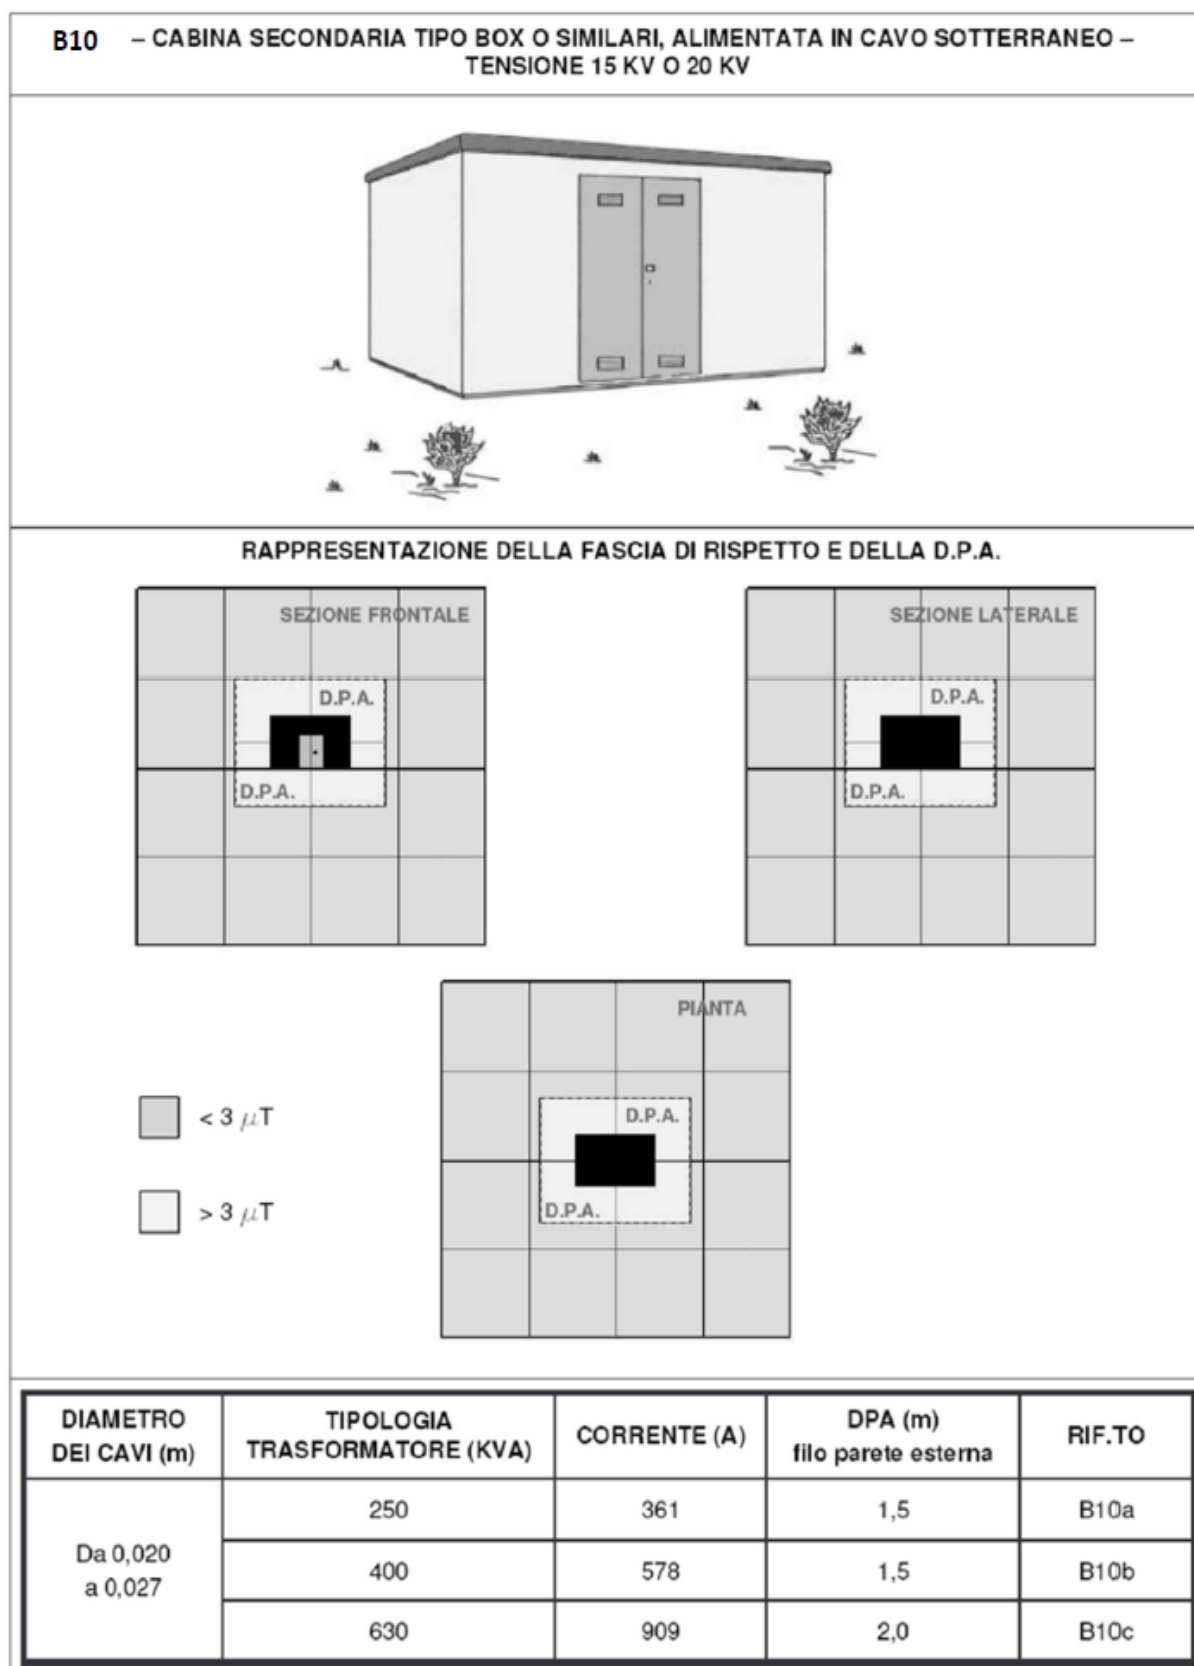 B10 – CABINA SECONDARIA TIPO BOX O SIMILARI, ALIMENTATA IN CAVO SOTTERRANEO –
TENSIONE 15 KV O 20 KV
RAPPRESENTAZIONE DELLA FASCIA DI RISPETTO E DELLA D.P.A.
SEZIONE FRONTALE
D.P.A.
D.P.A.
SEZIONE LATERALE
D.P.A.
D.P.A.
PIANTA
D.P.A.
D.P.A.
< 3 μT
> 3 μT
DIAMETRO
DEI CAVI (m)
TIPOLOGIA
TRASFORMATORE (KVA)
CORRENTE (A)
DPA (m)
filo parete esterna
RIF.TO
Da 0,020
a 0,027
250 361 1,5 B10a
400 578 1,5 B10b
630 909 2,0 B10c